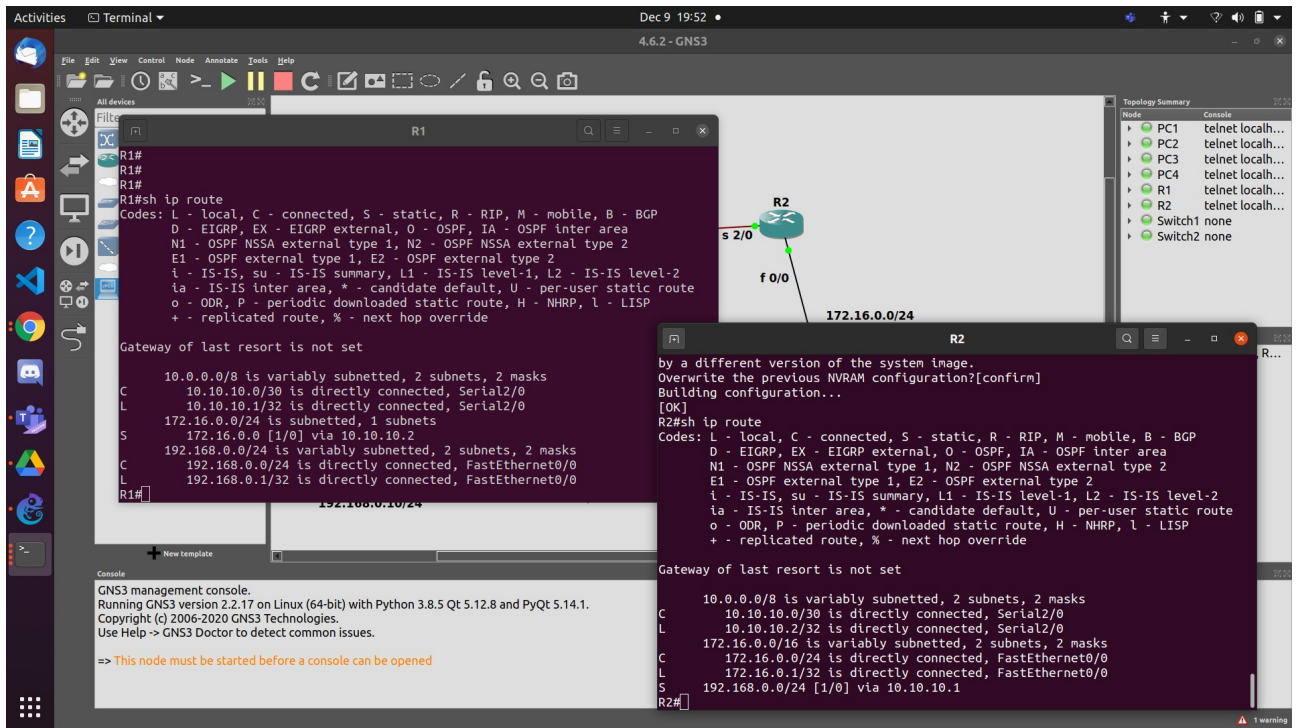 Activities Terminal Dec 9 19:52
4.6.2 - GNS3
File Edit View Control Node Annotate Tools Help
All devices
Filte
R1
R1#
R1#
R1#
R1#sh ip route
Codes: L - local, C - connected, S - static, R - RIP, M - mobile, B - BGP
D - EIGRP, EX - EIGRP external, O - OSPF, IA - OSPF inter area
N1 - OSPF NSSA external type 1, N2 - OSPF NSSA external type 2
E1 - OSPF external type 1, E2 - OSPF external type 2
i - IS-IS, su - IS-IS summary, L1 - IS-IS level-1, L2 - IS-IS level-2
ia - IS-IS inter area, * - candidate default, U - per-user static route
o - ODR, P - periodic downloaded static route, H - NHRP, l - LISP
+ - replicated route, % - next hop override
Gateway of last resort is not set
10.0.0.0/8 is variably subnetted, 2 subnets, 2 masks
C 10.10.10.0/30 is directly connected, Serial2/0
L 10.10.10.1/32 is directly connected, Serial2/0
172.16.0.0/24 is subnetted, 1 subnets
S 172.16.0.0 [1/0] via 10.10.10.2
192.168.0.0/24 is variably subnetted, 2 subnets, 2 masks
C 192.168.0.0/24 is directly connected, FastEthernet0/0
L 192.168.0.1/32 is directly connected, FastEthernet0/0
R1#
192.168.0.10/24
New template
R2
s 2/0
f 0/0
172.16.0.0/24
Topology Summary
Node Console
PC1 telnet localh...
PC2 telnet localh...
PC3 telnet localh...
PC4 telnet localh...
R1 telnet localh...
R2 telnet localh...
Switch1 none
Switch2 none
R...
R2
by a different version of the system image.
Overwrite the previous NVRAM configuration?[confirm]
Building configuration...
[OK]
R2#sh ip route
Codes: L - local, C - connected, S - static, R - RIP, M - mobile, B - BGP
D - EIGRP, EX - EIGRP external, O - OSPF, IA - OSPF inter area
N1 - OSPF NSSA external type 1, N2 - OSPF NSSA external type 2
E1 - OSPF external type 1, E2 - OSPF external type 2
i - IS-IS, su - IS-IS summary, L1 - IS-IS level-1, L2 - IS-IS level-2
ia - IS-IS inter area, * - candidate default, U - per-user static route
o - ODR, P - periodic downloaded static route, H - NHRP, l - LISP
+ - replicated route, % - next hop override
Gateway of last resort is not set
10.0.0.0/8 is variably subnetted, 2 subnets, 2 masks
C 10.10.10.0/30 is directly connected, Serial2/0
L 10.10.10.2/32 is directly connected, Serial2/0
172.16.0.0/16 is variably subnetted, 2 subnets, 2 masks
C 172.16.0.0/24 is directly connected, FastEthernet0/0
L 172.16.0.1/32 is directly connected, FastEthernet0/0
S 192.168.0.0/24 [1/0] via 10.10.10.1
R2#
Console
GNS3 management console.
Running GNS3 version 2.2.17 on Linux (64-bit) with Python 3.8.5 Qt 5.12.8 and PyQt 5.14.1.
Copyright (c) 2006-2020 GNS3 Technologies.
Use Help -> GNS3 Doctor to detect common issues.
=> This node must be started before a console can be opened
1 warning